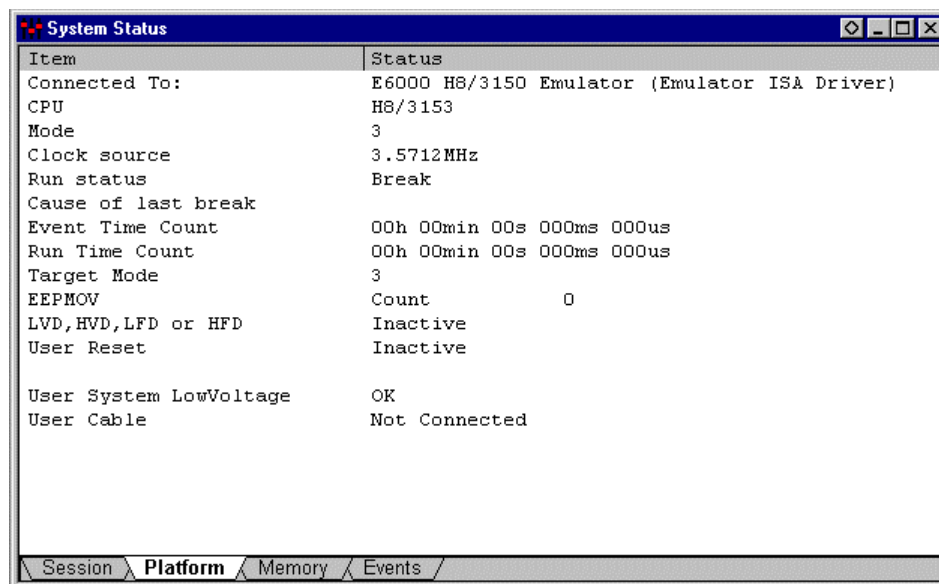 System Status
Item Status
Connected To: E6000 H8/3150 Emulator (Emulator ISA Driver)
CPU H8/3153
Mode 3
Clock source 3.5712MHz
Run status Break
Cause of last break
Event Time Count 00h 00min 00s 000ms 000us
Run Time Count 00h 00min 00s 000ms 000us
Target Mode 3
EEPMOV Count 0
LVD,HVD,LFD or HFD Inactive
User Reset Inactive
User System LowVoltage OK
User Cable Not Connected
Session Platform Memory Events